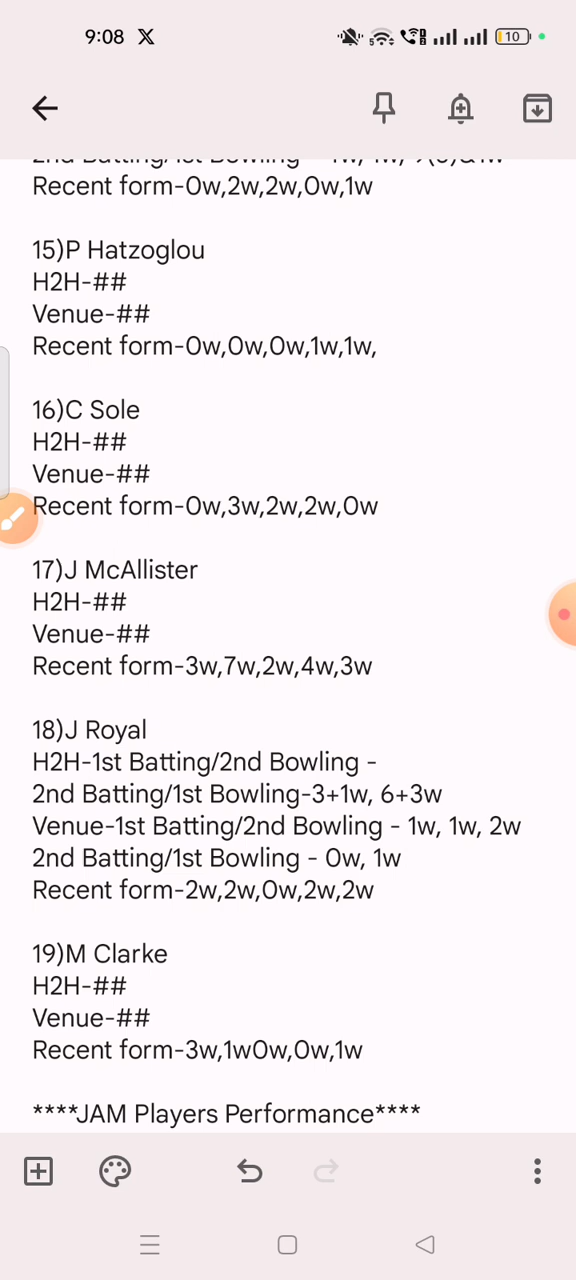 9:08 X
10
Recent form-0w,2w,2w,0w,1w
15)P Hatzoglou
H2H-##
Venue-##
Recent form-0w,0w,0w,1w,1w,
16)C Sole
H2H-##
Venue-##
Recent form-0w,3w,2w,2w,0w
17)J McAllister
H2H-##
Venue-##
Recent form-3w,7w,2w,4w,3w
18)J Royal
H2H-1st Batting/2nd Bowling -
2nd Batting/1st Bowling-3+1w, 6+3w
Venue-1st Batting/2nd Bowling - 1w, 1w, 2w
2nd Batting/1st Bowling - 0w, 1w
Recent form-2w,2w,0w,2w,2w
19)M Clarke
H2H-##
Venue-##
Recent form-3w,1w0w,0w,1w
****JAM Players Performance****